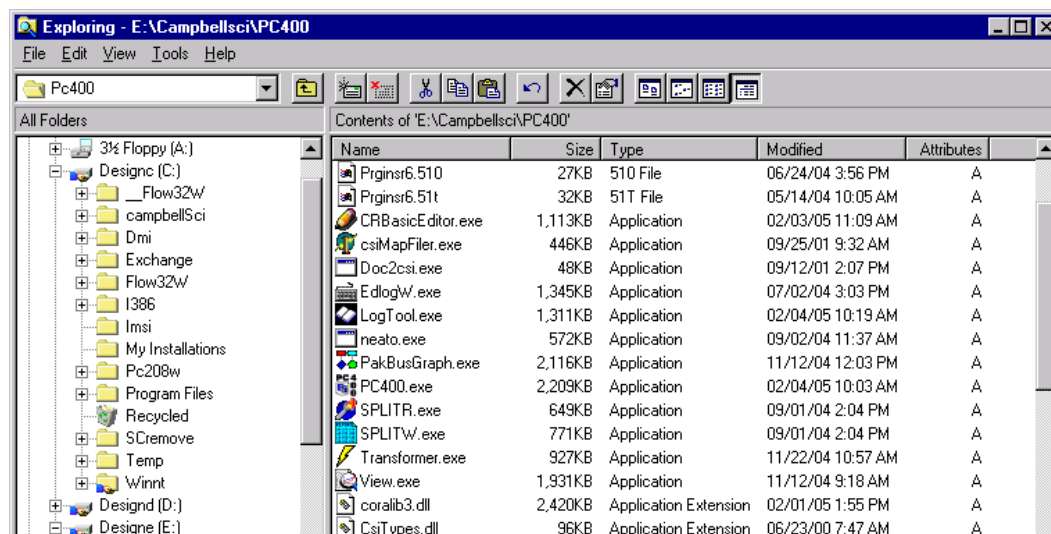 Exploring - E:\Campbellsci\PC400
File Edit View Tools Help
Pc400
All Folders
Contents of 'E:\Campbellsci\PC400'
3½ Floppy (A:)
Designc (C:)
__Flow32W
campbellSci
Dmi
Exchange
Flow32W
I386
Imsi
My Installations
Pc208w
Program Files
Recycled
SCremove
Temp
Winnt
Designd (D:)
Designe (E:)
Name Size Type Modified Attributes
Prginsr6.510 27KB 510 File 06/24/04 3:56 PM A
Prginsr6.51t 32KB 51T File 05/14/04 10:05 AM A
CRBasicEditor.exe 1,113KB Application 02/03/05 11:09 AM A
csiMapFiler.exe 446KB Application 09/25/01 9:32 AM A
Doc2csi.exe 48KB Application 09/12/01 2:07 PM A
EdlogW.exe 1,345KB Application 07/02/04 3:03 PM A
LogTool.exe 1,311KB Application 02/04/05 10:19 AM A
neato.exe 572KB Application 09/02/04 11:37 AM A
PakBusGraph.exe 2,116KB Application 11/12/04 12:03 PM A
PC400.exe 2,209KB Application 02/04/05 10:03 AM A
SPLITR.exe 649KB Application 09/01/04 2:04 PM A
SPLITW.exe 771KB Application 09/01/04 2:04 PM A
Transformer.exe 927KB Application 11/22/04 10:57 AM A
View.exe 1,931KB Application 11/12/04 9:18 AM A
coralib3.dll 2,420KB Application Extension 02/01/05 1:55 PM A
CsiTypes.dll 96KB Application Extension 06/23/00 7:47 AM A